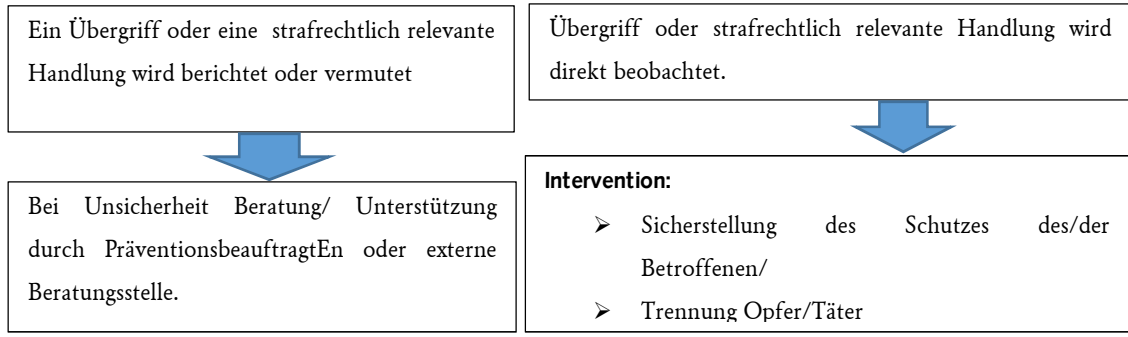 Ein Übergriff oder eine strafrechtlich relevante
Handlung wird berichtet oder vermutet
Bei Unsicherheit Beratung/ Unterstützung
durch PräventionsbeauftragtEn oder externe
Beratungsstelle.
Übergriff oder strafrechtlich relevante Handlung wird
direkt beobachtet.
Intervention:
➢ Sicherstellung des Schutzes des/der
Betroffenen/
➢ Trennung Opfer/Täter